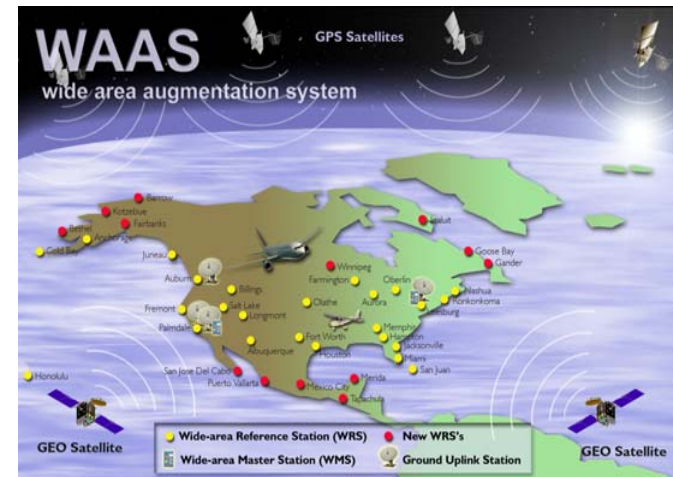 WAAS
GPS Satellites
wide area augmentation system
Barrow
Kotzebue
Bethel
Fairbanks
Anchorage
Cold Bay
Juneau
Iqaluit
Goose Bay
Gander
Winnipeg
Auburn
Farmington
Oberlin
Billings
Nashua
Aurora
Ronkonkoma
Fremont
Salt Lake
Olathe
Leesburg
Longmont
Palmdale
Memphis
Fort Worth
Hampton
Albuquerque
Houston
Jacksonville
Miami
San Jose Del Cabo
San Juan
Honolulu
Puerto Vallarta
Mexico City
Merida
Tapachula
GEO Satellite
Wide-area Reference Station (WRS)
New WRS's
Wide-area Master Station (WMS)
Ground Uplink Station
GEO Satellite